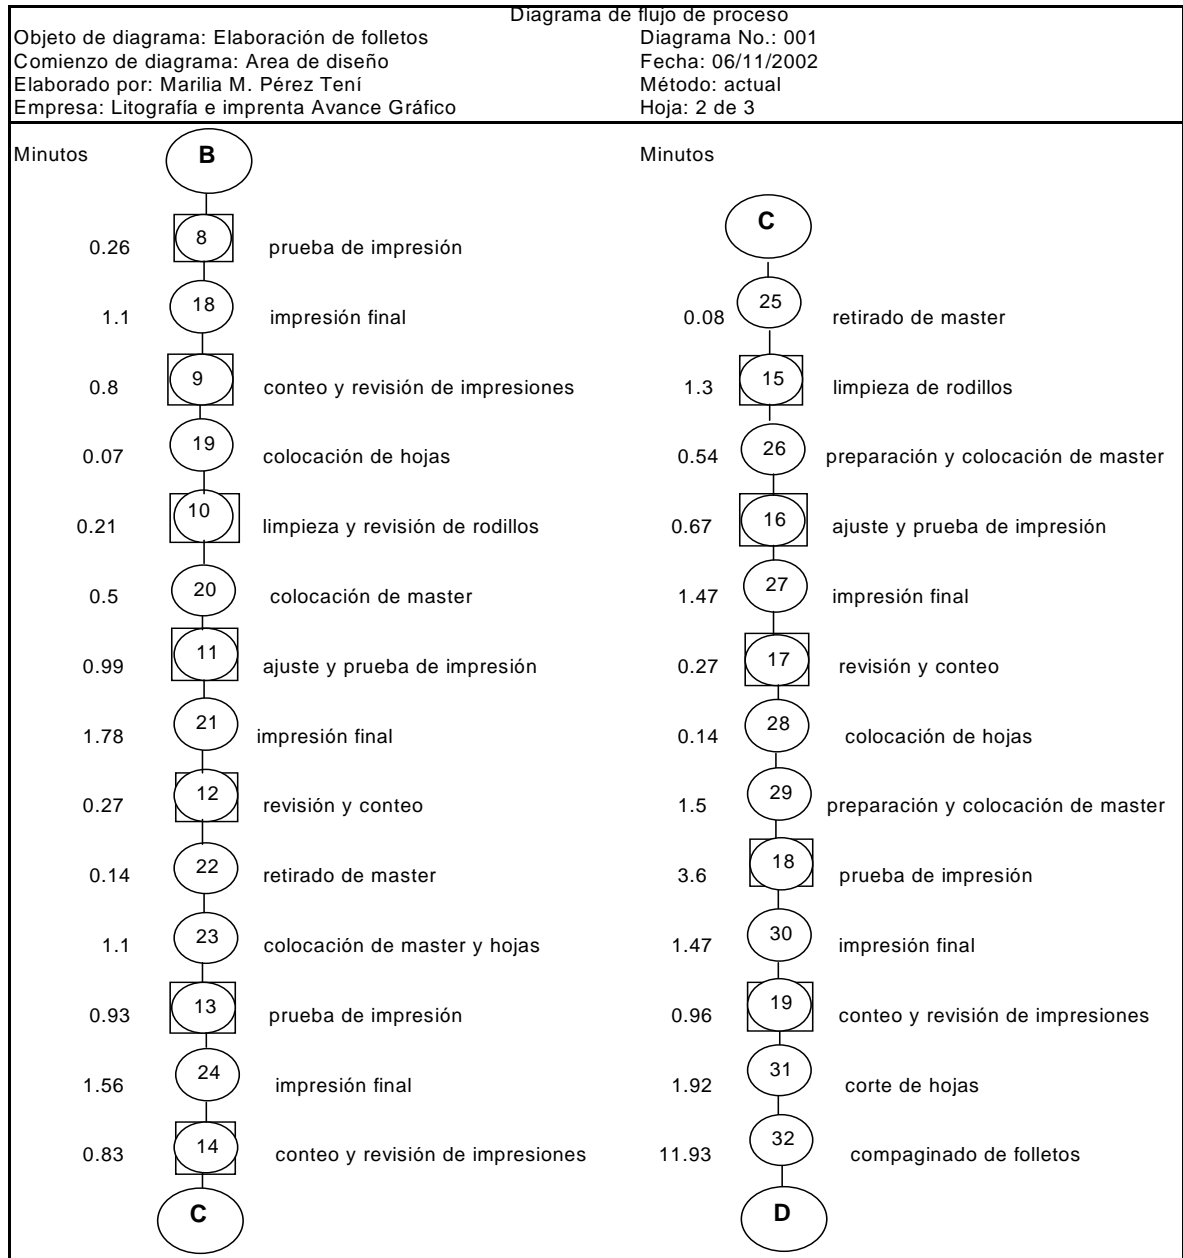 Diagrama de flujo de proceso
Objeto de diagrama: Elaboración de folletos
Diagrama No.: 001
Comienzo de diagrama: Area de diseño
Fecha: 06/11/2002
Elaborado por: Marilia M. Pérez Tení
Método: actual
Empresa: Litografía e imprenta Avance Gráfico
Hoja: 2 de 3
Minutos
B
0.26 8 prueba de impresión
1.1 18 impresión final
0.8 9 conteo y revisión de impresiones
0.07 19 colocación de hojas
0.21 10 limpieza y revisión de rodillos
0.5 20 colocación de master
0.99 11 ajuste y prueba de impresión
1.78 21 impresión final
0.27 12 revisión y conteo
0.14 22 retirado de master
1.1 23 colocación de master y hojas
0.93 13 prueba de impresión
1.56 24 impresión final
0.83 14 conteo y revisión de impresiones
C
Minutos
C
0.08 25 retirado de master
1.3 15 limpieza de rodillos
0.54 26 preparación y colocación de master
0.67 16 ajuste y prueba de impresión
1.47 27 impresión final
0.27 17 revisión y conteo
0.14 28 colocación de hojas
1.5 29 preparación y colocación de master
3.6 18 prueba de impresión
1.47 30 impresión final
0.96 19 conteo y revisión de impresiones
1.92 31 corte de hojas
11.93 32 compaginado de folletos
D